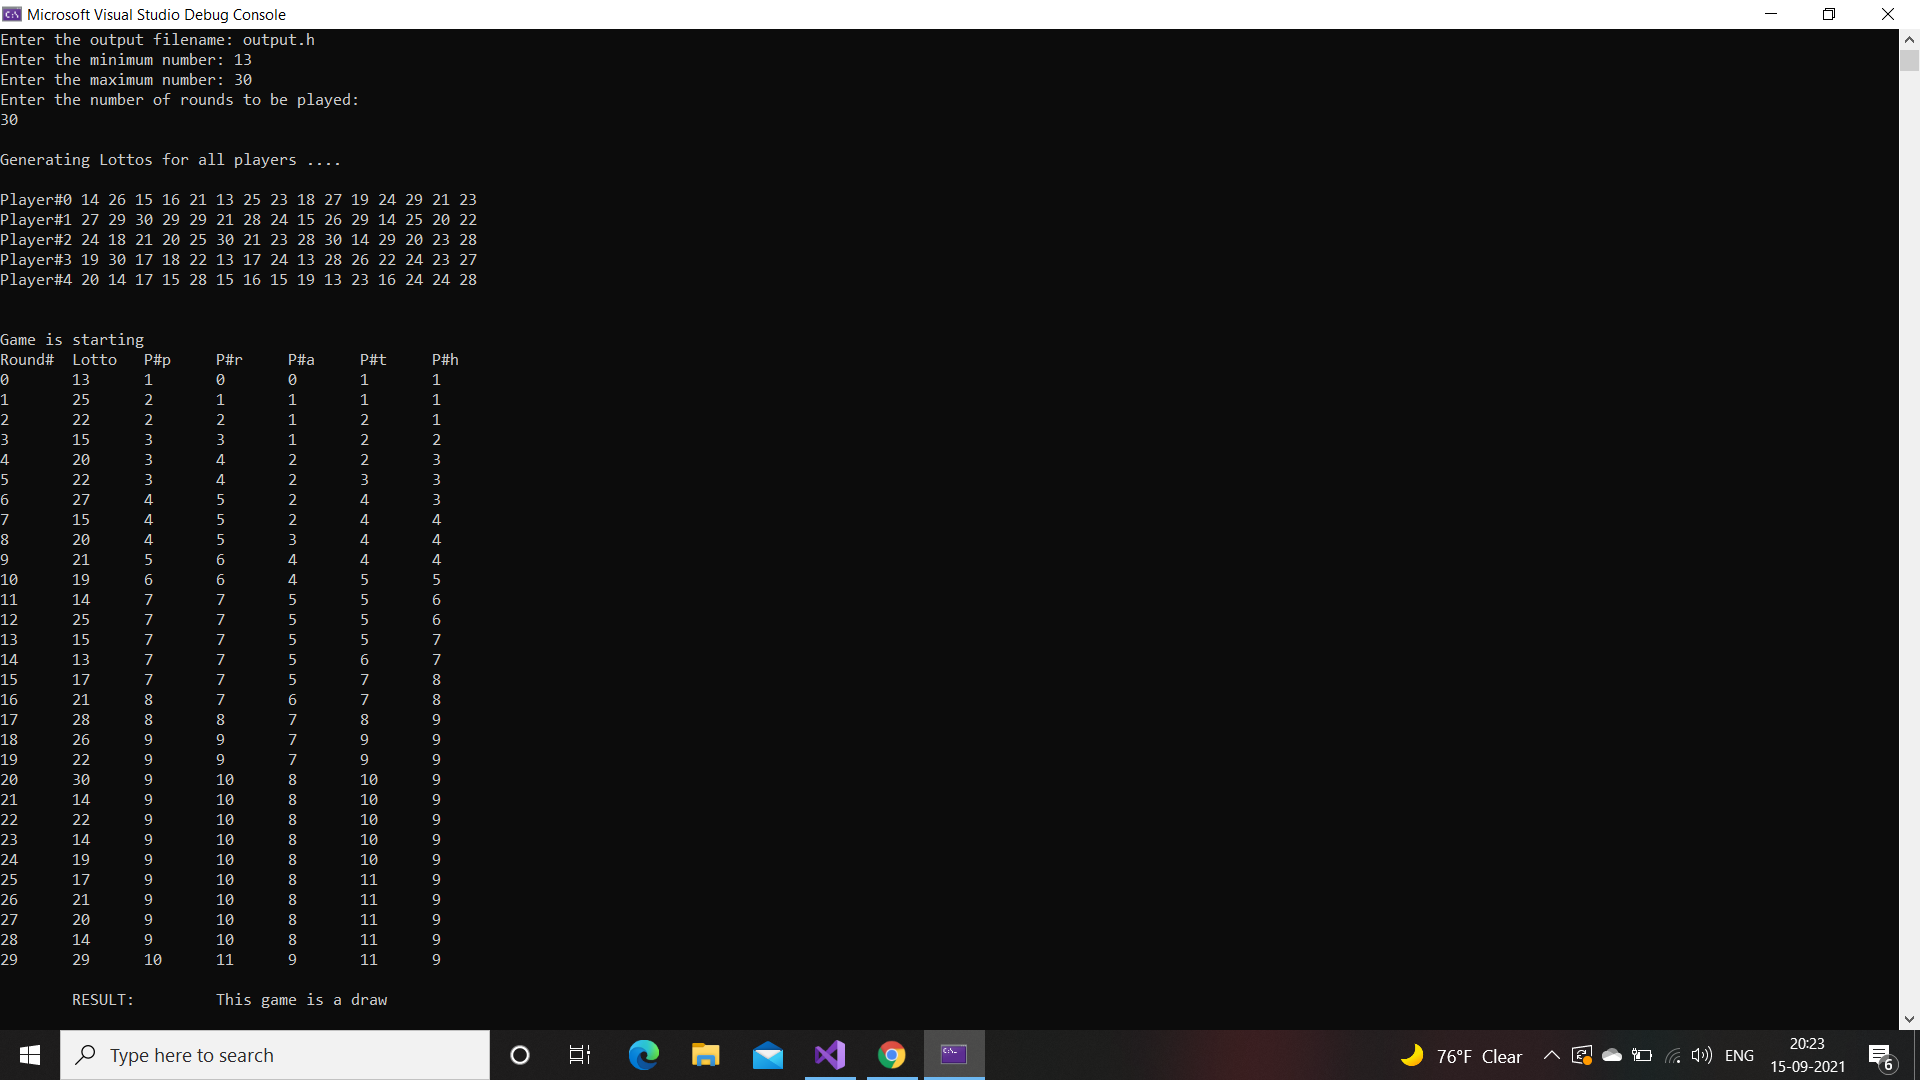 Microsoft Visual Studio Debug Console
Enter the output filename: output.h
Enter the minimum number: 13
Enter the maximum number: 30
Enter the number of rounds to be played:
30
Generating Lottos for all players ....
Player#0 14 26 15 16 21 13 25 23 18 27 19 24 29 21 23
Player#1 27 29 30 29 29 21 28 24 15 26 29 14 25 20 22
Player#2 24 18 21 20 25 30 21 23 28 30 14 29 20 23 28
Player#3 19 30 17 18 22 13 17 24 13 28 26 22 24 23 27
Player#4 20 14 17 15 28 15 16 15 19 13 23 16 24 24 28
Game is starting
Round# Lotto P#p P#r P#a P#t P#h
0 13 1 0 0 1 1
1 25 2 1 1 1 1
2 22 2 2 1 2 1
3 15 3 3 1 2 2
4 20 3 4 2 2 3
5 22 3 4 2 3 3
6 27 4 5 2 4 3
7 15 4 5 2 4 4
8 20 4 5 3 4 4
9 21 5 6 4 4 4
10 19 6 6 4 5 5
11 14 7 7 5 5 6
12 25 7 7 5 5 6
13 15 7 7 5 5 7
14 13 7 7 5 6 7
15 17 7 7 5 7 8
16 21 8 7 6 7 8
17 28 8 8 7 8 9
18 26 9 9 7 9 9
19 22 9 9 7 9 9
20 30 9 10 8 10 9
21 14 9 10 8 10 9
22 22 9 10 8 10 9
23 14 9 10 8 10 9
24 19 9 10 8 10 9
25 17 9 10 8 11 9
26 21 9 10 8 11 9
27 20 9 10 8 11 9
28 14 9 10 8 11 9
29 29 10 11 9 11 9
RESULT: This game is a draw
Type here to search
76°F Clear
ENG
20:23
15-09-2021
6